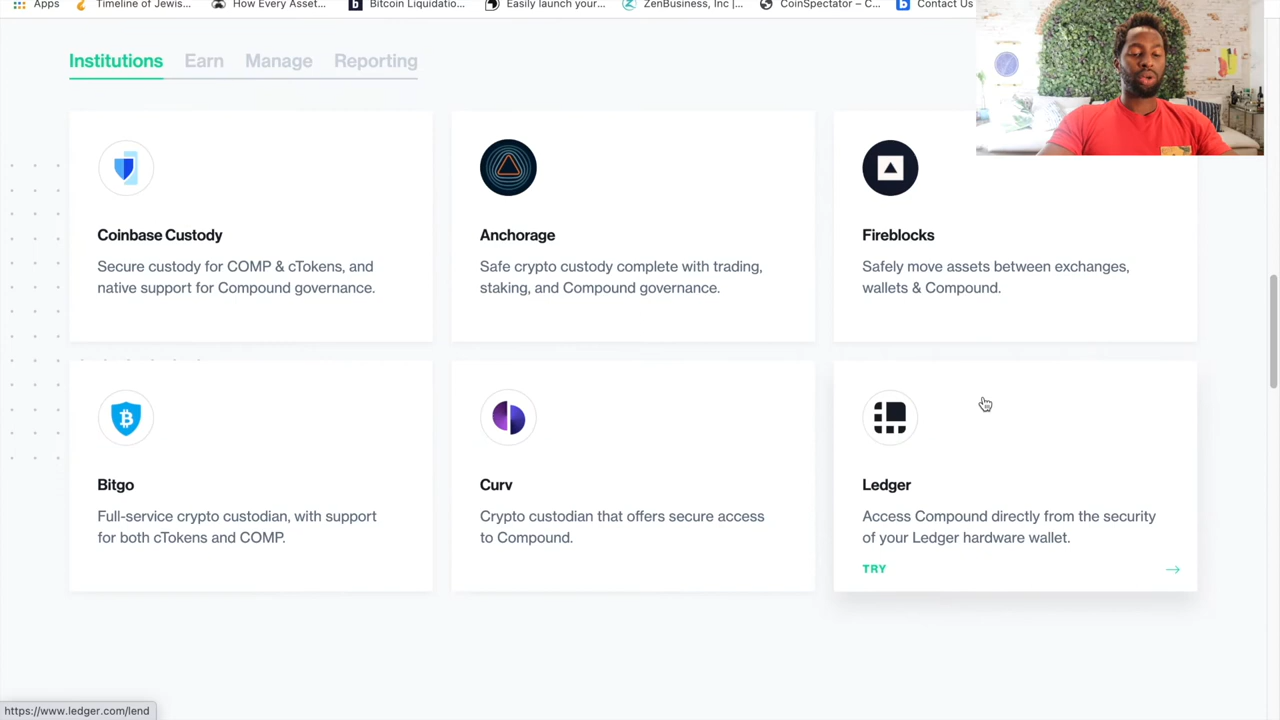 Apps
Timeline of Jewis...
How Every Asset...
Bitcoin Liquidatio...
Easily launch your...
ZenBusiness, Inc |...
CoinSpectator – C...
Contact Us
Institutions
Earn
Manage
Reporting
Coinbase Custody
Secure custody for COMP & cTokens, and
native support for Compound governance.
Anchorage
Safe crypto custody complete with trading,
staking, and Compound governance.
Fireblocks
Safely move assets between exchanges,
wallets & Compound.
Bitgo
Full-service crypto custodian, with support
for both cTokens and COMP.
Curv
Crypto custodian that offers secure access
to Compound.
Ledger
Access Compound directly from the security
of your Ledger hardware wallet.
TRY
https://www.ledger.com/lend